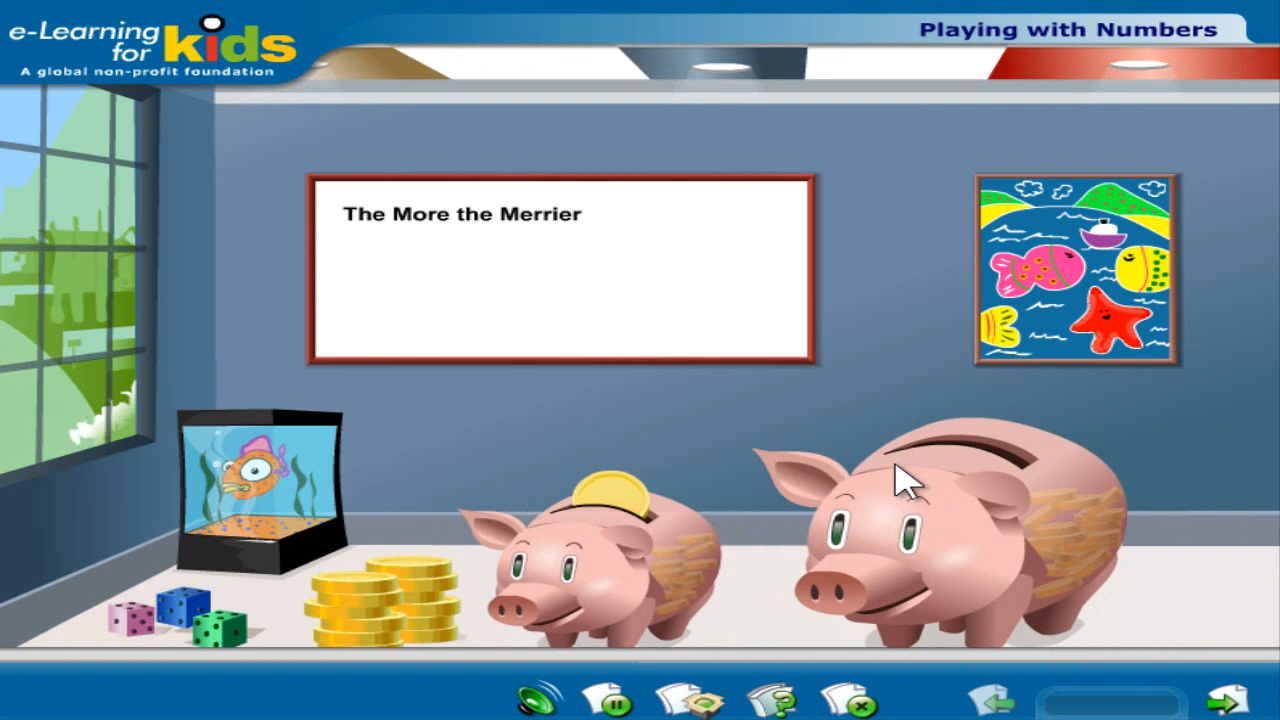 e-Learning
for kids
A global non-profit foundation
Playing with Numbers
The More the Merrier